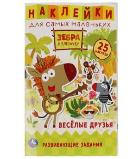 НАКЛЕЙКИ
для самых маленьких
ЗЕБРА
В КЛЕТОЧКУ
25
ВЕСЁЛЫЕ ДРУЗЬЯ
РАЗВИВАЮЩИЕ ЗАДАНИЯ